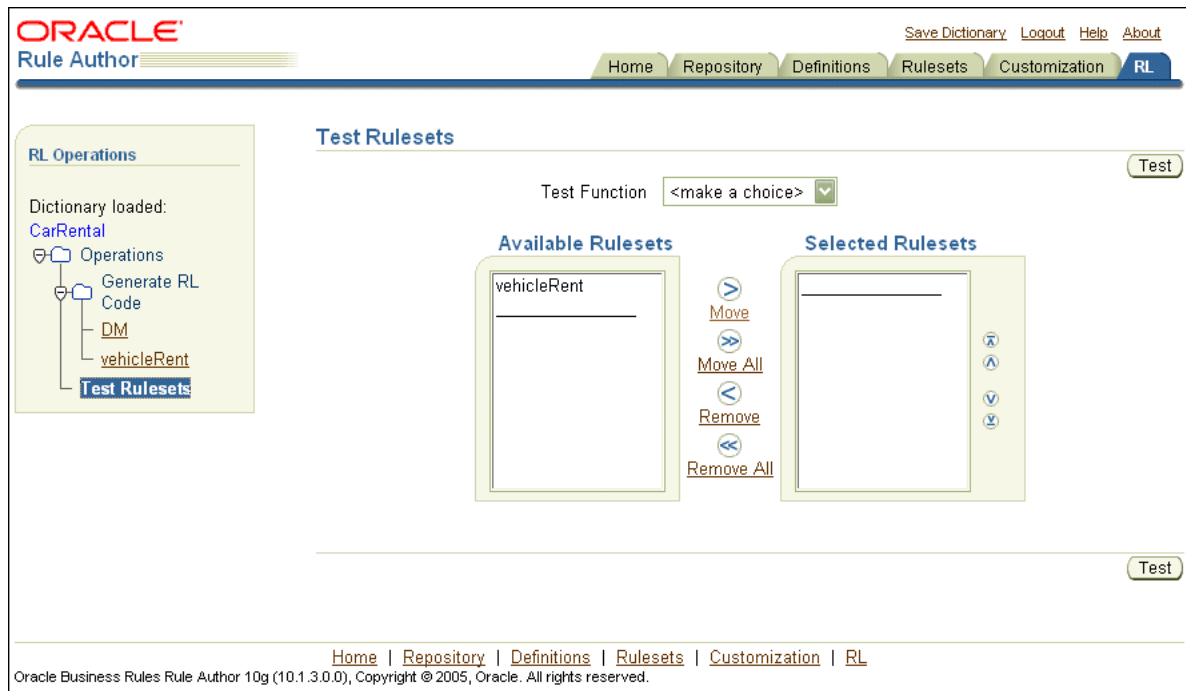 ORACLE
Rule Author
Save Dictionary Logout Help About
Home Repository Definitions Rulesets Customization RL
RL Operations
Dictionary loaded:
CarRental
Operations
Generate RL
Code
DM
vehicleRent
Test Rulesets
Test Rulesets
Test
Test Function <make a choice>
Available Rulesets
Selected Rulesets
vehicleRent
Move
Move All
Remove
Remove All
Test
Home | Repository | Definitions | Rulesets | Customization | RL
Oracle Business Rules Rule Author 10g (10.1.3.0.0), Copyright © 2005, Oracle. All rights reserved.